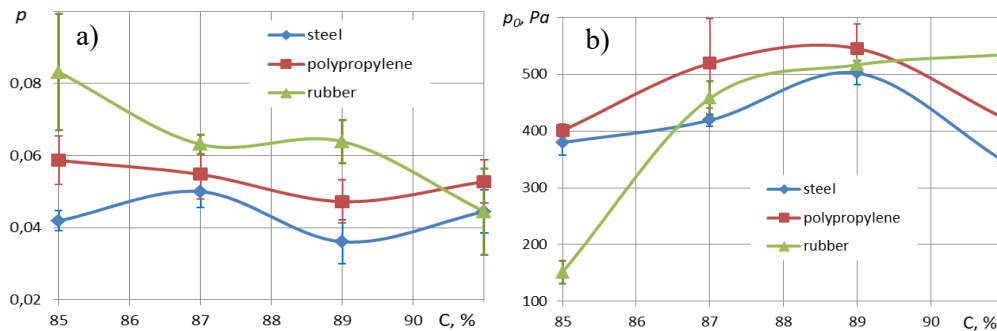 p
a)
steel
polypropylene
rubber
0,08
0,06
0,04
0,02
85
86
87
88
89
90
C, %
p₀, Pa
b)
500
400
300
200
100
steel
polypropylene
rubber
85
86
87
88
89
90
C, %